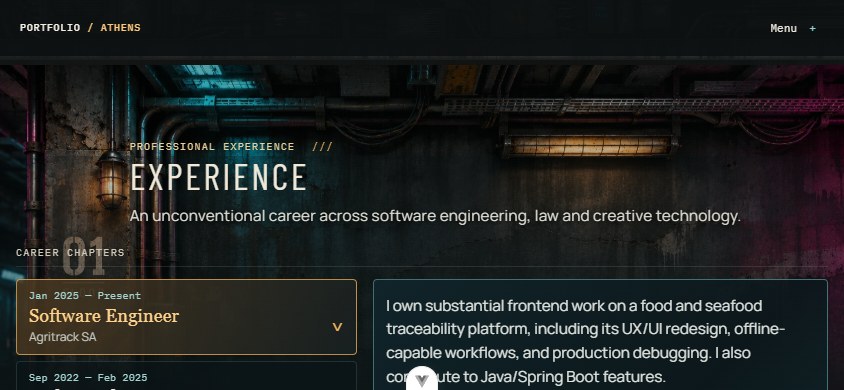 PORTFOLIO / ATHENS
Menu +
PROFESSIONAL EXPERIENCE ///
EXPERIENCE
An unconventional career across software engineering, law and creative technology.
01
CAREER CHAPTERS
Jan 2025 — Present
Software Engineer
Agritrack SA
Sep 2022 — Feb 2025
I own substantial frontend work on a food and seafood
traceability platform, including its UX/UI redesign, offline-
capable workflows, and production debugging. I also
to Java/Spring Boot features.